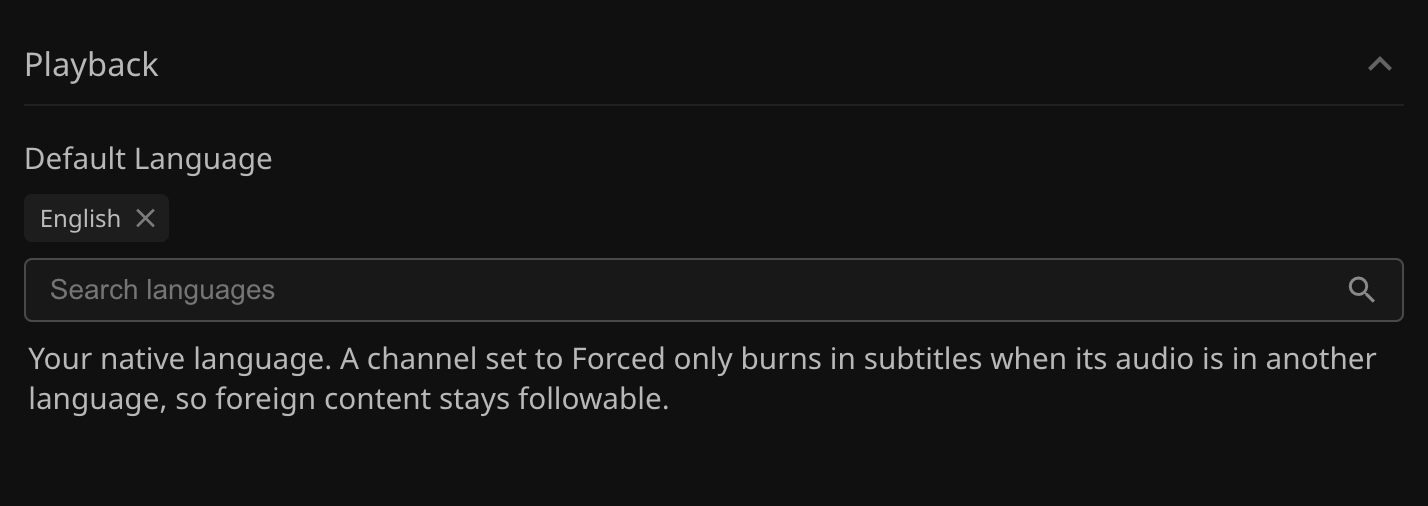 Playback
Default Language
English
Search languages
Your native language. A channel set to Forced only burns in subtitles when its audio is in another
language, so foreign content stays followable.